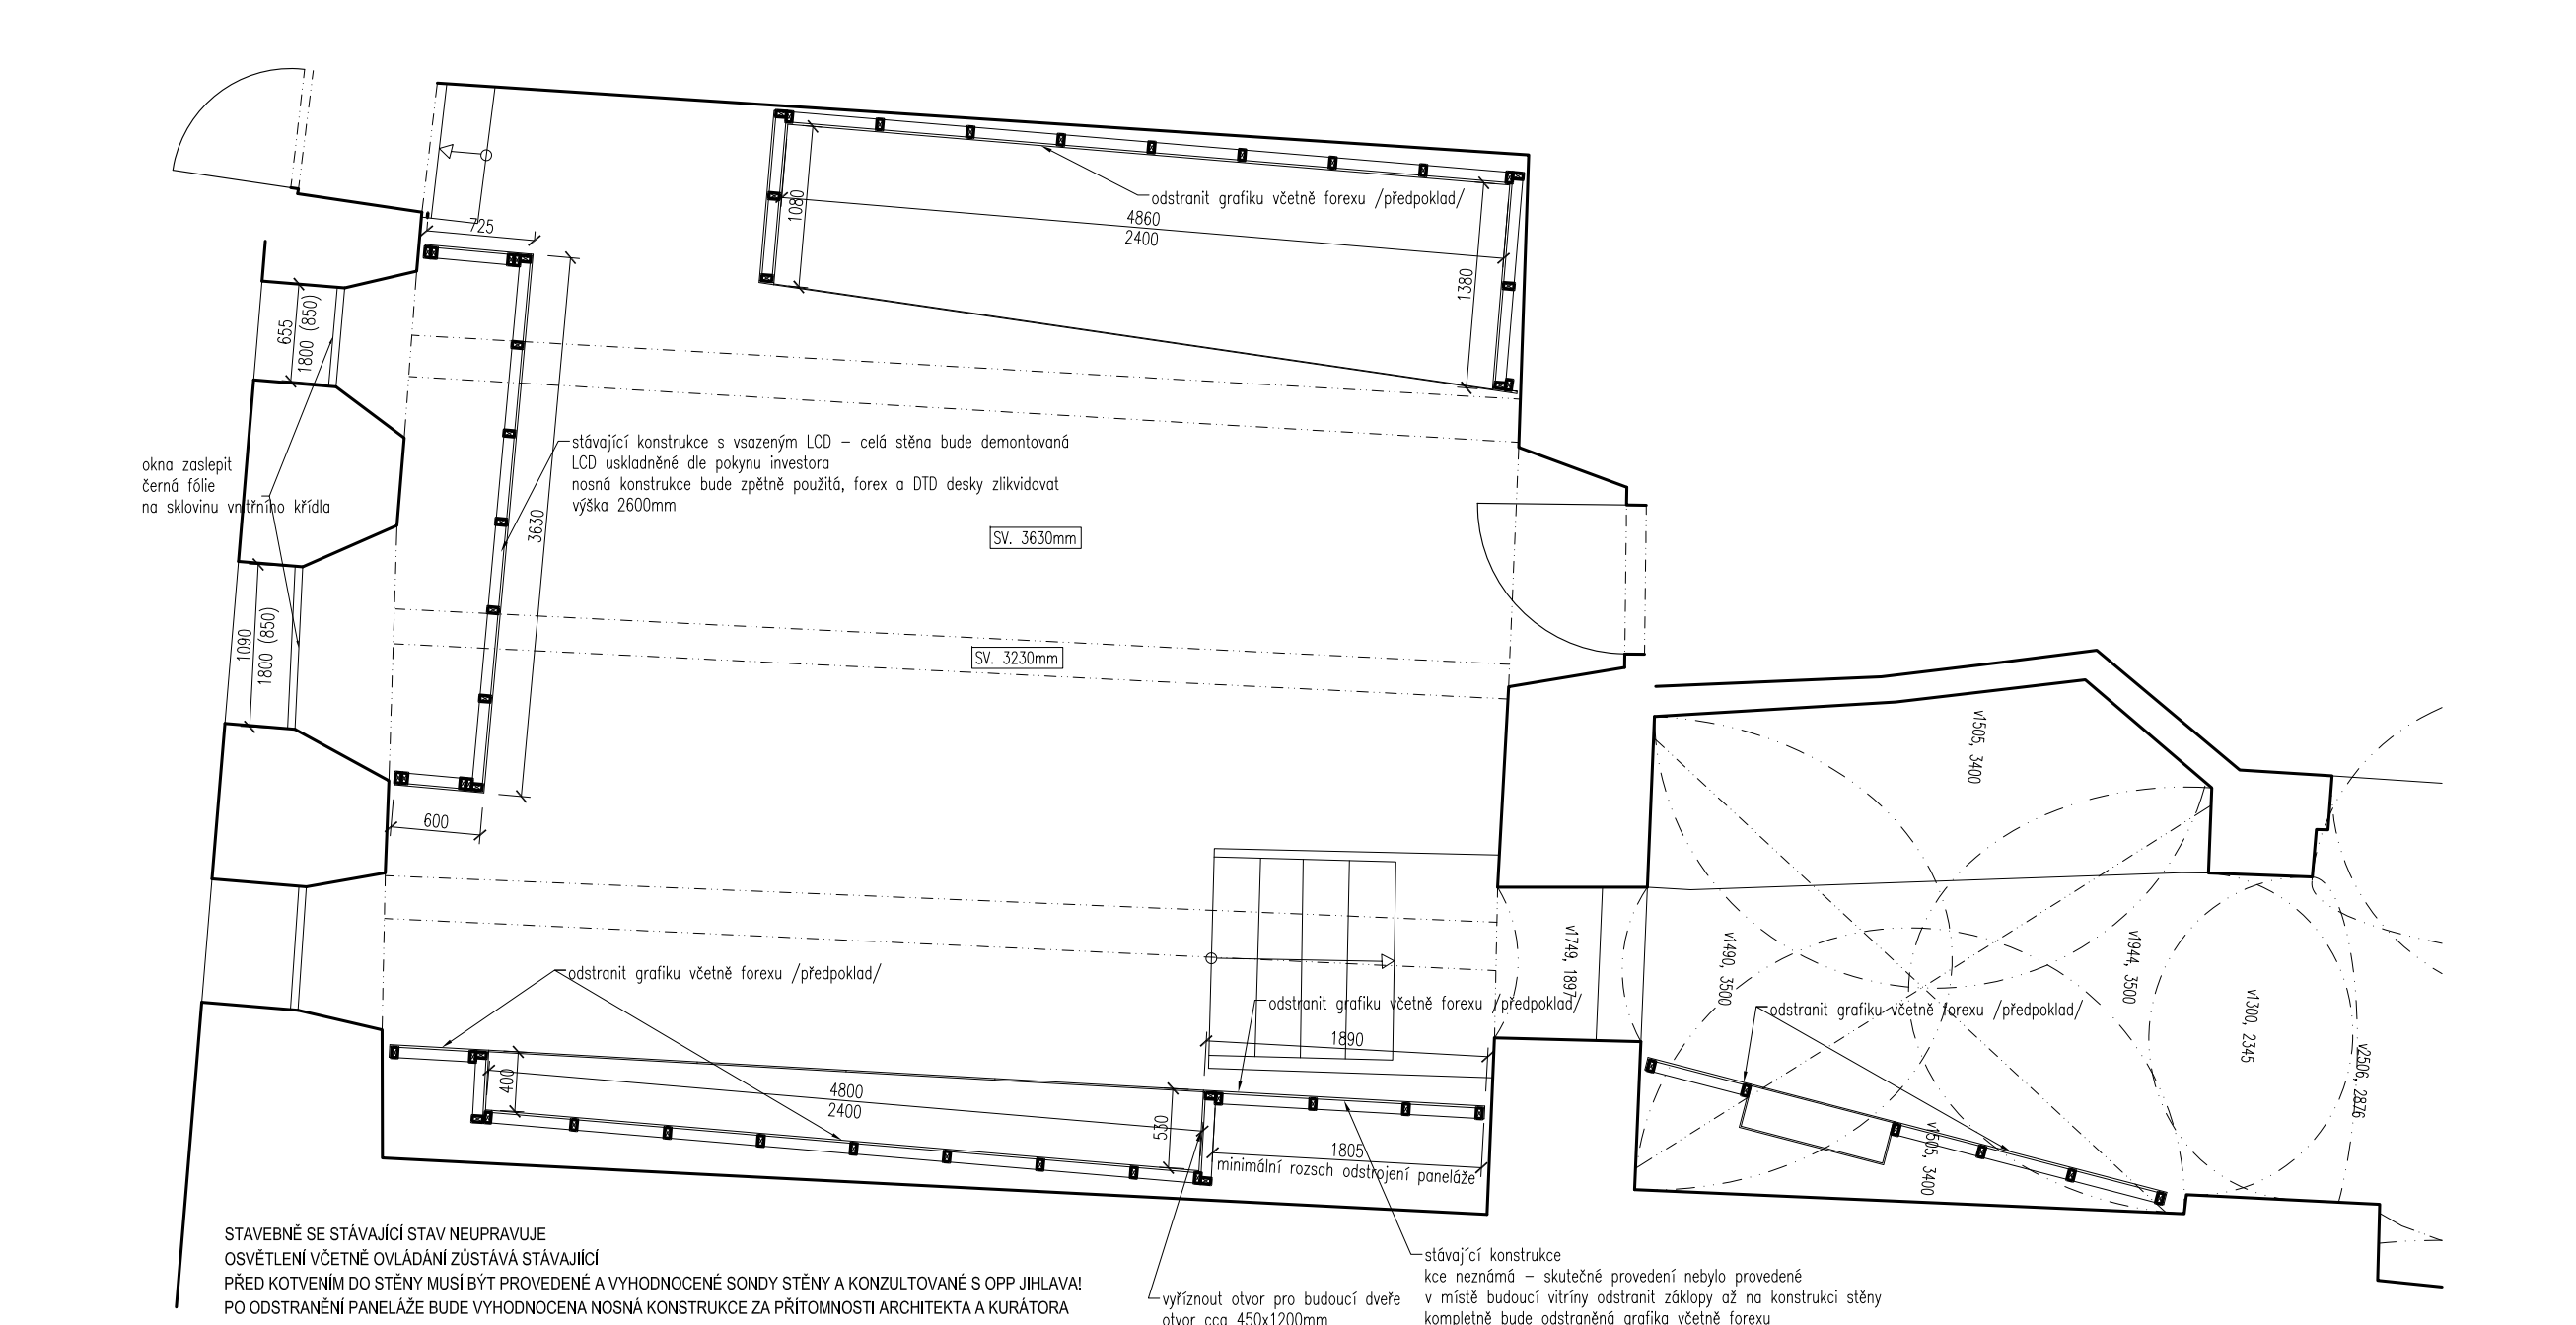 odstranit grafiku včetně forexu /předpoklad/
4860
2400
1080
1380
725
655
1800 (850)
3630
okna zaslepit
černá fólie
na sklovinu vnitřního křídla
stávající konstrukce s vsazeným LCD – celá stěna bude demontovaná
LCD uskladněné dle pokynu investora
nosná konstrukce bude zpětně použitá, forex a DTD desky zlikvidovat
výška 2600mm
SV. 3630mm
SV. 3230mm
1090
1800 (850)
600
v1505, 3400
v1749, 1897
v1490, 3500
v1944, 3500
v1300, 2345
v2506, 2876
v1505, 3400
odstranit grafiku včetně forexu /předpoklad/
odstranit grafiku včetně forexu /předpoklad/
odstranit grafiku včetně forexu /předpoklad/
1890
400
4800
2400
530
1805
minimální rozsah odstrojení paneláže
STAVEBNĚ SE STÁVAJÍCÍ STAV NEUPRAVUJE
OSVĚTLENÍ VČETNĚ OVLÁDÁNÍ ZŮSTÁVÁ STÁVAJIÍCÍ
PŘED KOTVENÍM DO STĚNY MUSÍ BÝT PROVEDENÉ A VYHODNOCENÉ SONDY STĚNY A KONZULTOVANÉ S OPP JIHLAVA!
PO ODSTRANĚNÍ PANELÁŽE BUDE VYHODNOCENA NOSNÁ KONSTRUKCE ZA PŘÍTOMNOSTI ARCHITEKTA A KURÁTORA
vyříznout otvor pro budoucí dveře
otvor cca 450x1200mm
stávající konstrukce
kce neznámá – skutečné provedení nebylo provedené
v místě budoucí vitríny odstranit záklopy až na konstrukci stěny
kompletně bude odstraněná grafika včetně forexu